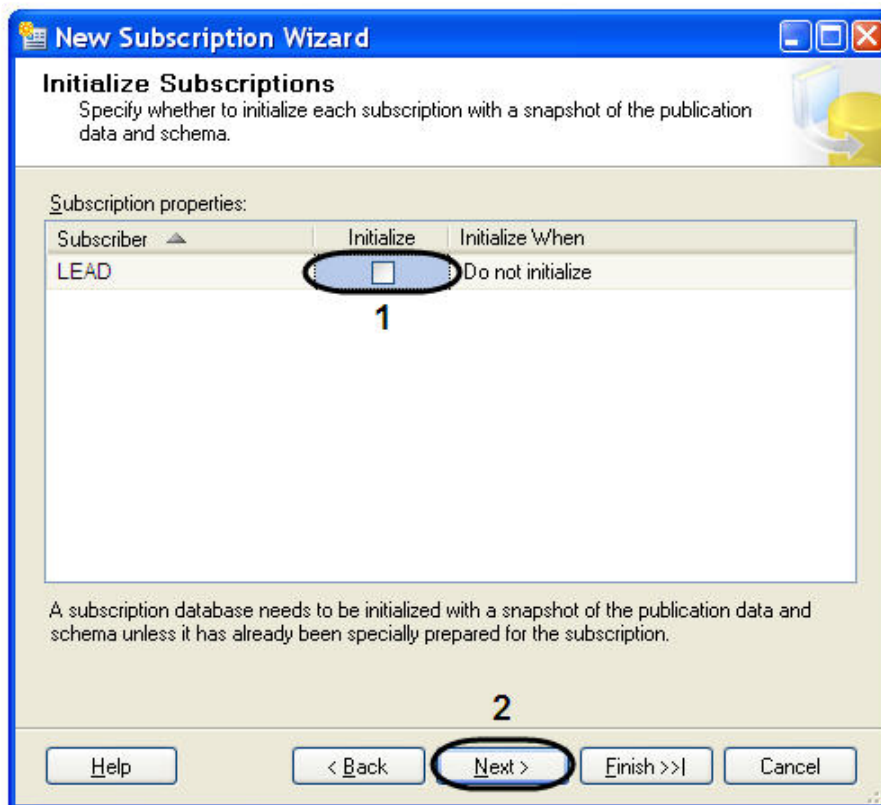 New Subscription Wizard
Initialize Subscriptions
Specify whether to initialize each subscription with a snapshot of the publication
data and schema.
Subscription properties:
Subscriber Initialize Initialize When
LEAD Do not initialize
1
A subscription database needs to be initialized with a snapshot of the publication data and
schema unless it has already been specially prepared for the subscription.
2
Help < Back Next > Finish >>| Cancel